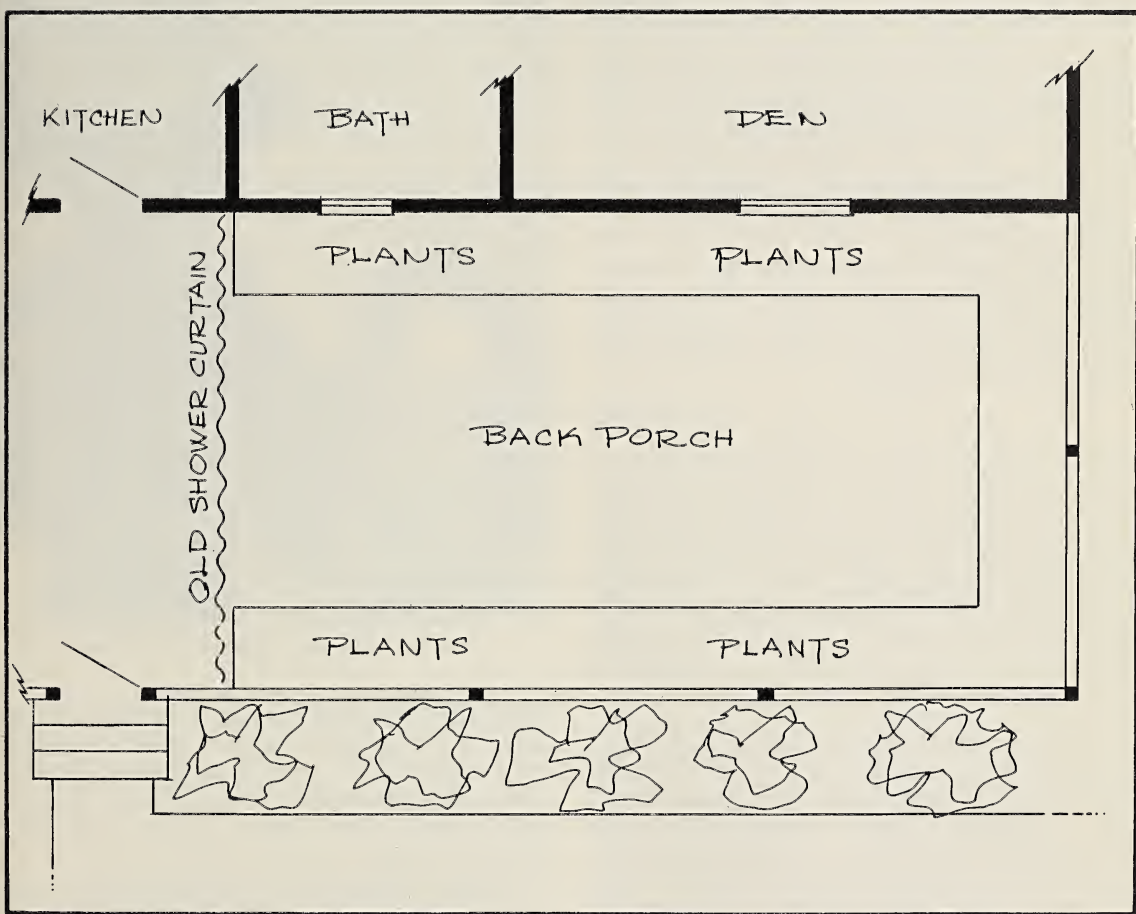 KITCHEN
BATH
DEN
PLANTS
PLANTS
OLD SHOWER CURTAIN
BACK PORCH
PLANTS
PLANTS